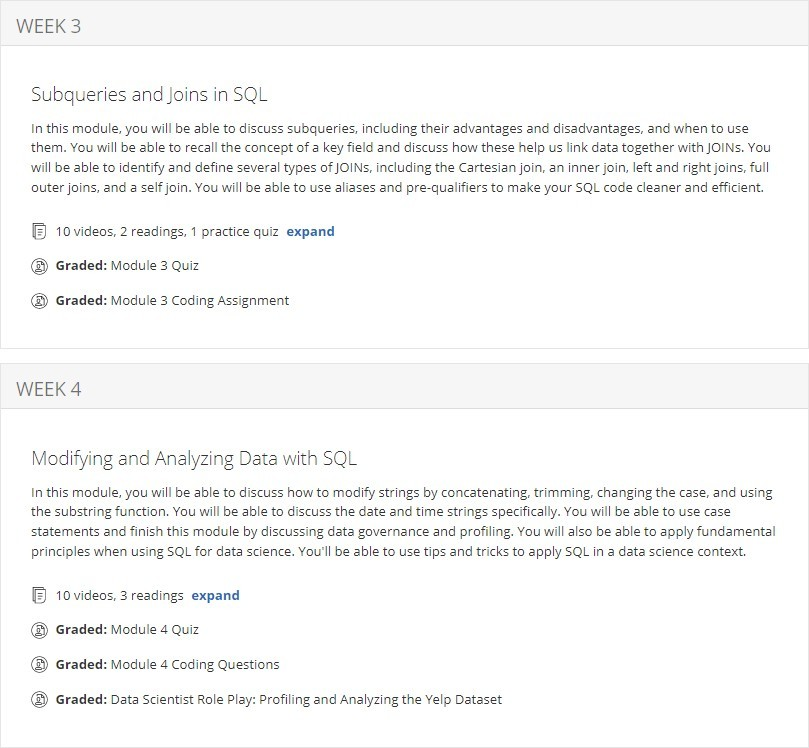 WEEK 3
Subqueries and Joins in SQL
In this module, you will be able to discuss subqueries, including their advantages and disadvantages, and when to use
them. You will be able to recall the concept of a key field and discuss how these help us link data together with JOINs. You
will be able to identify and define several types of JOINs, including the Cartesian join, an inner join, left and right joins, full
outer joins, and a self join. You will be able to use aliases and pre-qualifiers to make your SQL code cleaner and efficient.
10 videos, 2 readings, 1 practice quiz expand
Graded: Module 3 Quiz
Graded: Module 3 Coding Assignment
WEEK 4
Modifying and Analyzing Data with SQL
In this module, you will be able to discuss how to modify strings by concatenating, trimming, changing the case, and using
the substring function. You will be able to discuss the date and time strings specifically. You will be able to use case
statements and finish this module by discussing data governance and profiling. You will also be able to apply fundamental
principles when using SQL for data science. You'll be able to use tips and tricks to apply SQL in a data science context.
10 videos, 3 readings expand
Graded: Module 4 Quiz
Graded: Module 4 Coding Questions
Graded: Data Scientist Role Play: Profiling and Analyzing the Yelp Dataset